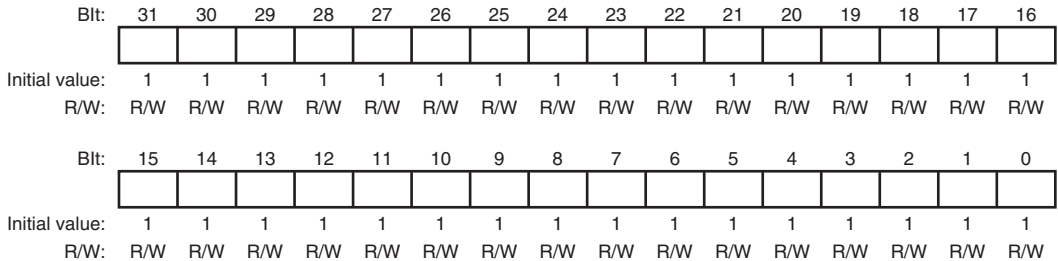 BIt: 31 30 29 28 27 26 25 24 23 22 21 20 19 18 17 16
Initial value: 1 1 1 1 1 1 1 1 1 1 1 1 1 1 1 1
R/W: R/W R/W R/W R/W R/W R/W R/W R/W R/W R/W R/W R/W R/W R/W R/W R/W
BIt: 15 14 13 12 11 10 9 8 7 6 5 4 3 2 1 0
Initial value: 1 1 1 1 1 1 1 1 1 1 1 1 1 1 1 1
R/W: R/W R/W R/W R/W R/W R/W R/W R/W R/W R/W R/W R/W R/W R/W R/W R/W